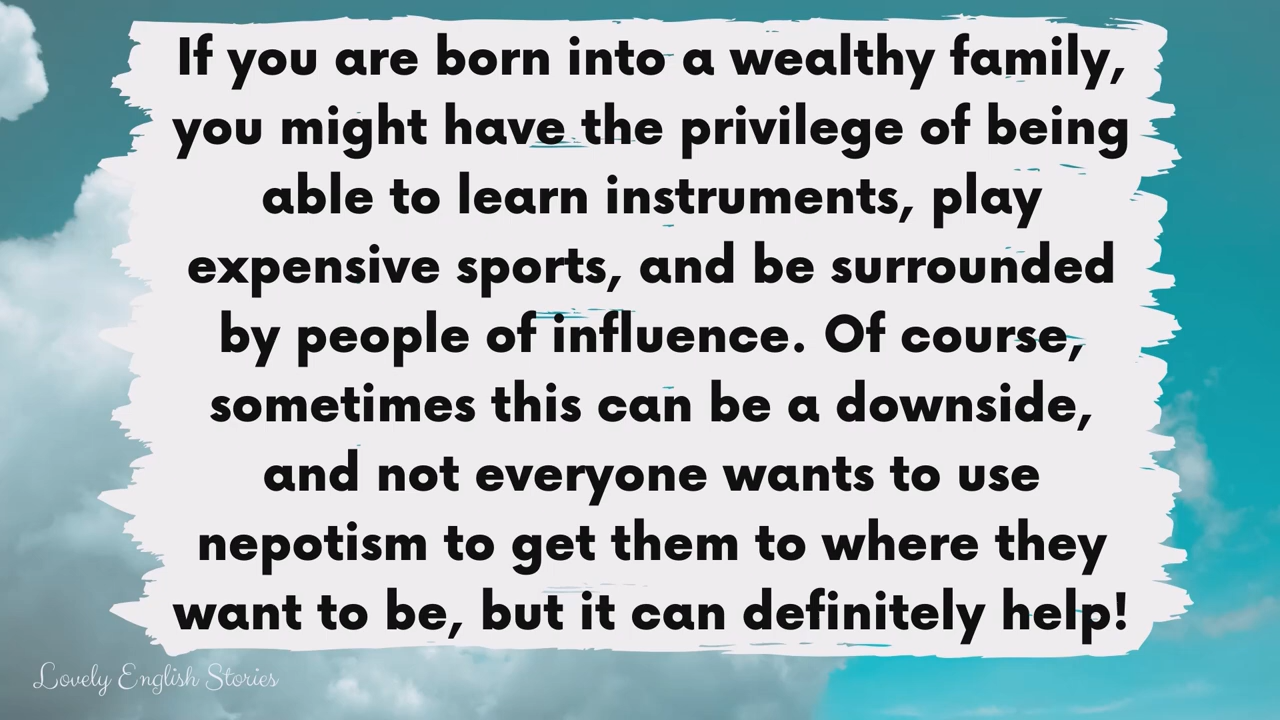 If you are born into a wealthy family,
you might have the privilege of being
able to learn instruments, play
expensive sports, and be surrounded
by people of influence. Of course,
sometimes this can be a downside,
and not everyone wants to use
nepotism to get them to where they
want to be, but it can definitely help!
Lovely English Stories